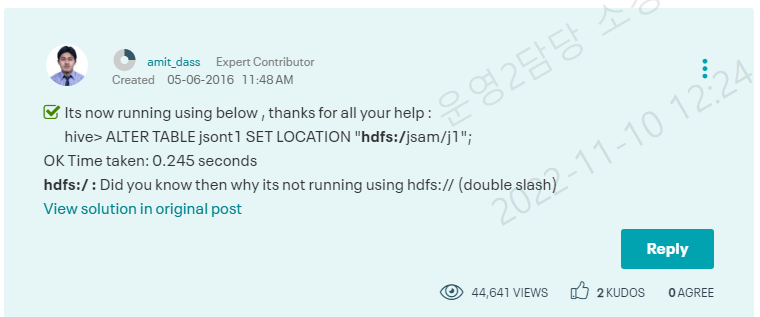 amit_dass Expert Contributor
Created 05-06-2016 11:48 AM
Its now running using below , thanks for all your help :
hive> ALTER TABLE jsont1 SET LOCATION "hdfs:/jsam/j1";
OK Time taken: 0.245 seconds
hdfs:/ : Did you know then why its not running using hdfs:// (double slash)
View solution in original post
Reply
44,641 VIEWS 2 KUDOS 0 AGREE
운영2담당
2022-11-10 12:24